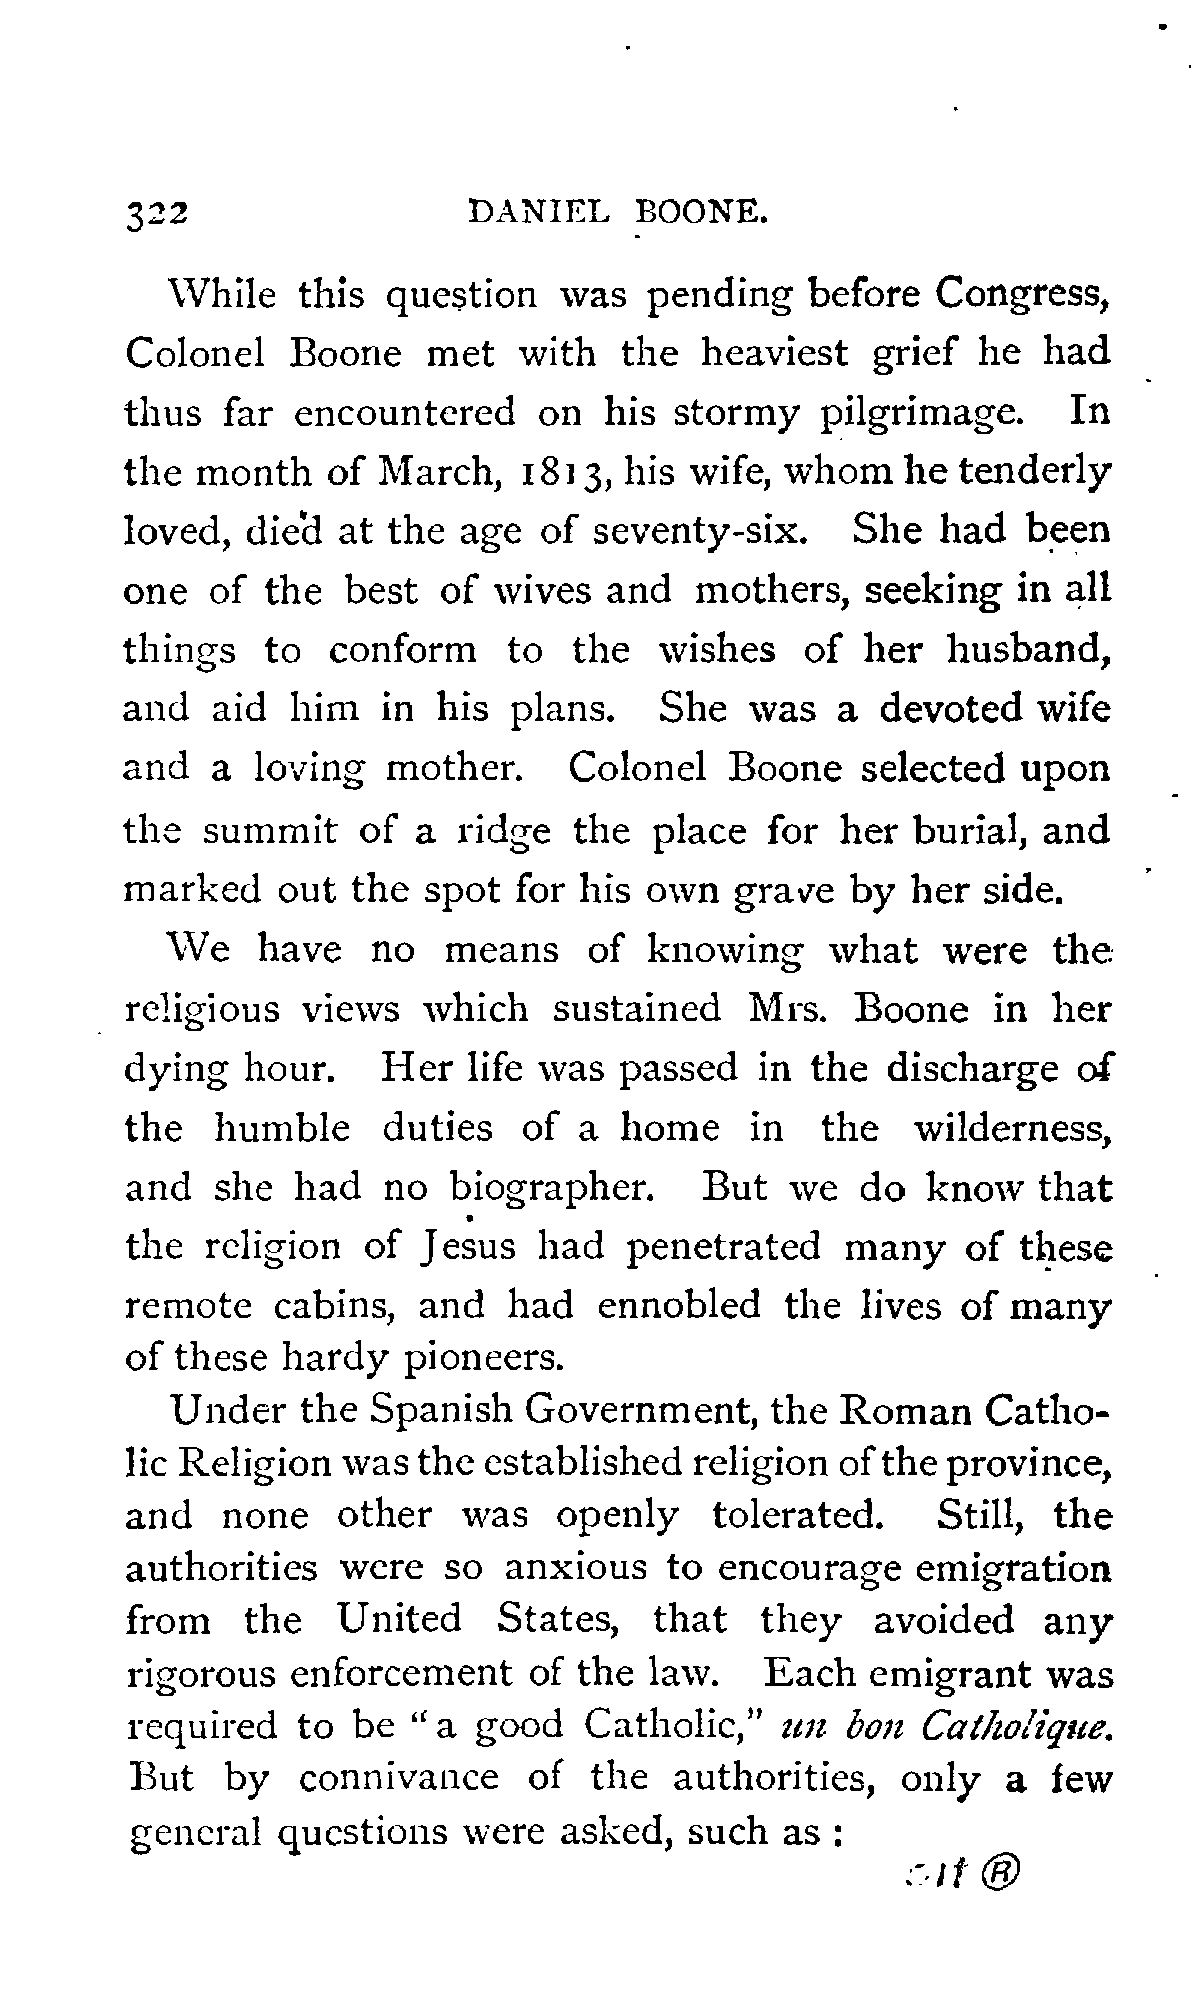 322 DANIEL BOONE.
While this question was pending before Congress,
Colonel Boone met with the heaviest grief he had
thus far encountered on his stormy pilgrimage. In
the month of March, 1813, his wife, whom he tenderly
loved, died at the age of seventy-six. She had been
one of the best of wives and mothers, seeking in all
things to conform to the wishes of her husband,
and aid him in his plans. She was a devoted wife
and a loving mother. Colonel Boone selected upon
the summit of a ridge the place for her burial, and
marked out the spot for his own grave by her side.
We have no means of knowing what were the
religious views which sustained Mrs. Boone in her
dying hour. Her life was passed in the discharge of
the humble duties of a home in the wilderness,
and she had no biographer. But we do know that
the religion of Jesus had penetrated many of these
remote cabins, and had ennobled the lives of many
of these hardy pioneers.
Under the Spanish Government, the Roman Catho-
lic Religion was the established religion of the province,
and none other was openly tolerated. Still, the
authorities were so anxious to encourage emigration
from the United States, that they avoided any
rigorous enforcement of the law. Each emigrant was
required to be "a good Catholic," un bon Catholique.
But by connivance of the authorities, only a few
general questions were asked, such as :
®